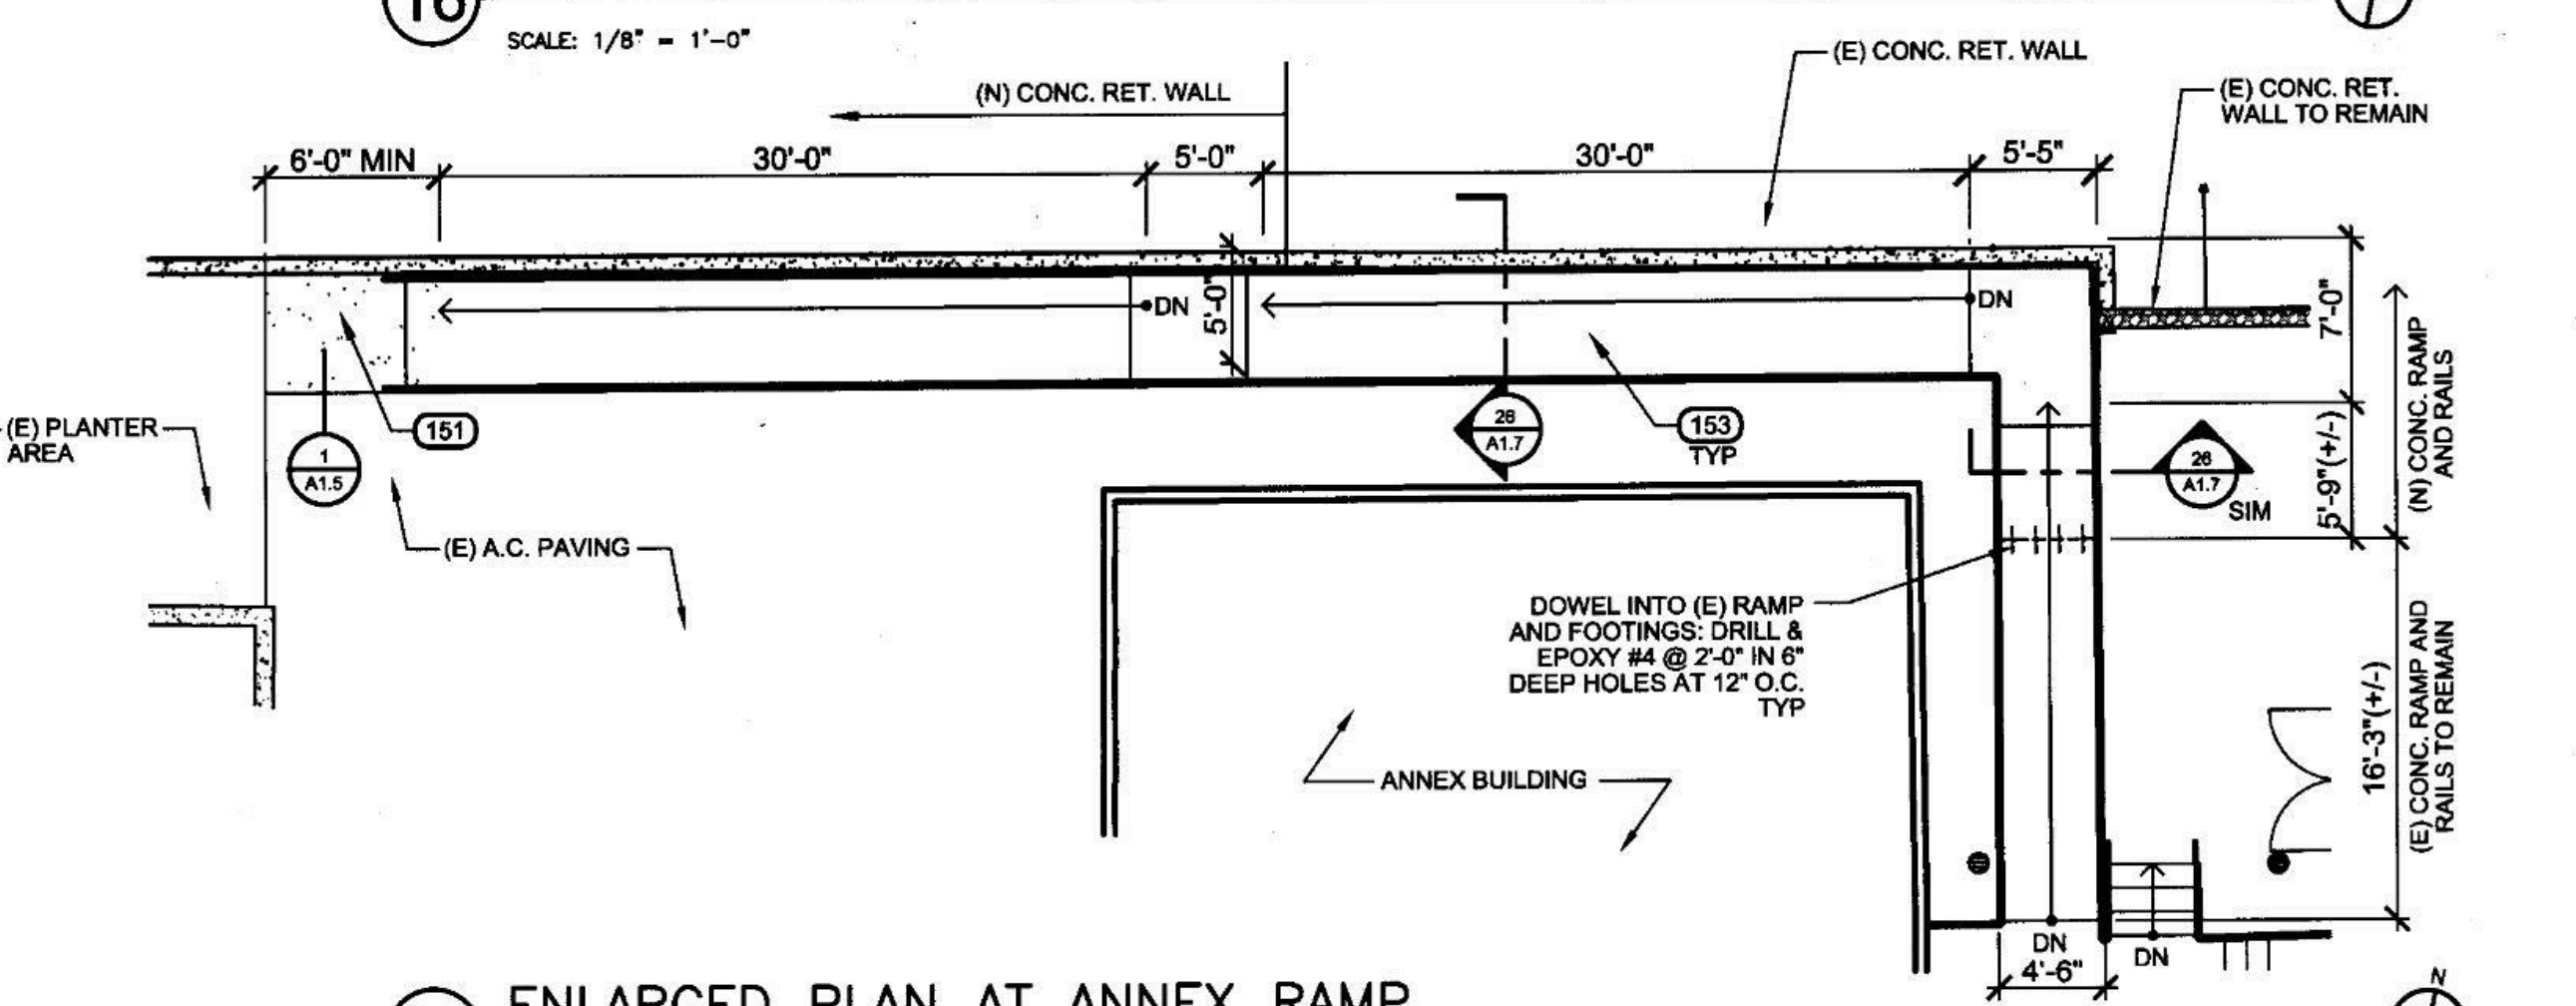 16
SCALE: 1/8" = 1'-0"
(E) CONC. RET. WALL
(N) CONC. RET. WALL
(E) CONC. RET.
WALL TO REMAIN
6'-0" MIN
30'-0"
5'-0"
30'-0"
5'-5"
DN
5'-0"
DN
7'-0"
(N) CONC. RAMP
AND RAILS
(E) PLANTER
AREA
151
153
TYP
26
A1.7
1
A1.5
26
A1.7
SIM
5'-9"(+/-)
(E) A.C. PAVING
DOWEL INTO (E) RAMP
AND FOOTINGS: DRILL &
EPOXY #4 @ 2'-0" IN 6"
DEEP HOLES AT 12" O.C.
TYP
16'-3"(+/-)
(E) CONC. RAMP AND
RAILS TO REMAIN
ANNEX BUILDING
DN
DN
4'-6"
ENLARGED PLAN AT ANNEX RAMP
N